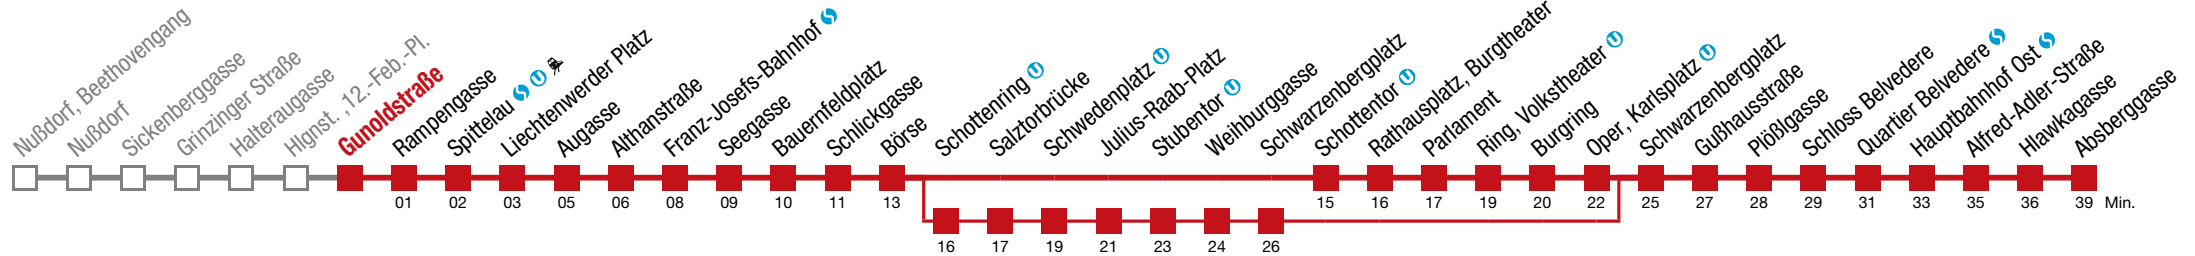 Nußdorf, Beethovengang
Nußdorf
Sickenberggasse
Grinzinger Straße
Halteraugasse
Hlgnst. , 12.-Feb.-Pl.
Gunoldstraße
Rampengasse
Spittelau S U
Liechtenwerder Platz
Augasse
Althanstraße
Franz-Josefs-Bahnhof S
Seegasse
Bauernfeldplatz
Schlickgasse
Börse
Schottenring U
Salztorbrücke
Schwedenplatz U
Julius-Raab-Platz
Stubentor U
Weihburggasse
Schwarzenbergplatz
Schottentor U
Rathausplatz, Burgtheater
Parlament
Ring, Volkstheater U
Burgring
Oper, Karlsplatz U
Schwarzenbergplatz
Gußhausstraße
Plößlgasse
Schloss Belvedere
Quartier Belvedere S
Hauptbahnhof Ost S
Alfred-Adler-Straße
Hlawkagasse
Absberggasse
01 02 03 05 06 08 09 10 11 13 15 16 17 19 20 22 25 27 28 29 31 33 35 36 39 Min.
16 17 19 21 23 24 26